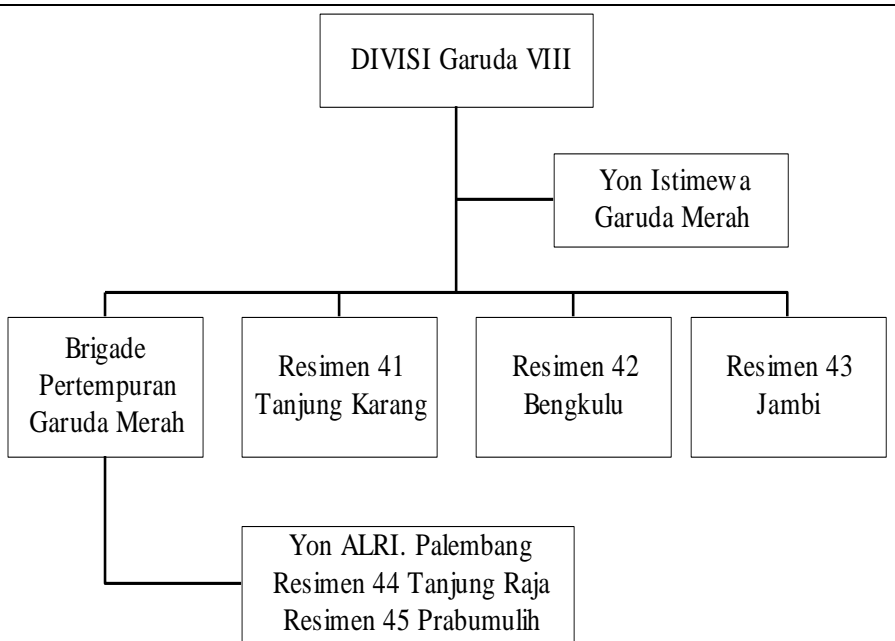 DIVISI Garuda VIII
Yon Istimewa
Garuda Merah
Brigade
Pertempuran
Garuda Merah
Resimen 41
Tanjung Karang
Resimen 42
Bengkulu
Resimen 43
Jambi
Yon ALRI. Palembang
Resimen 44 Tanjung Raja
Resimen 45 Prabumulih